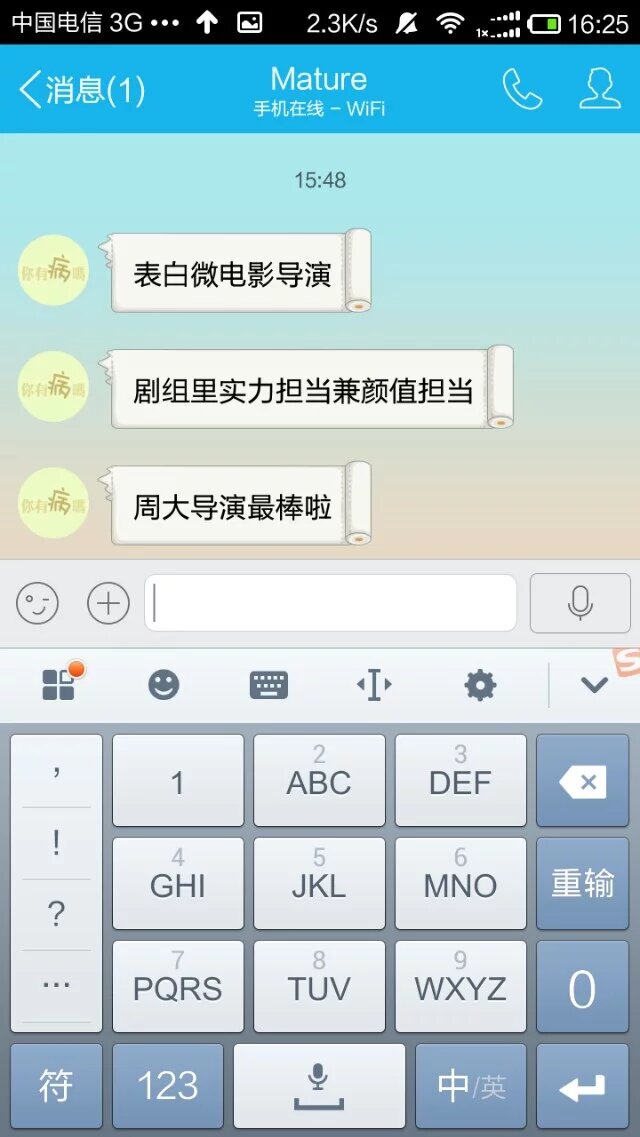 中国电信 3G 2.3K/s 1x 16:25
消息(1) Mature
手机在线 - WiFi
15:48
你有病嗎 表白微电影导演
你有病嗎 剧组里实力担当兼颜值担当
你有病嗎 周大导演最棒啦
S
, 1 2 ABC 3 DEF
! 4 GHI 5 JKL 6 MNO 重输
? 7 PQRS 8 TUV 9 WXYZ 0
...
符 123 中/英